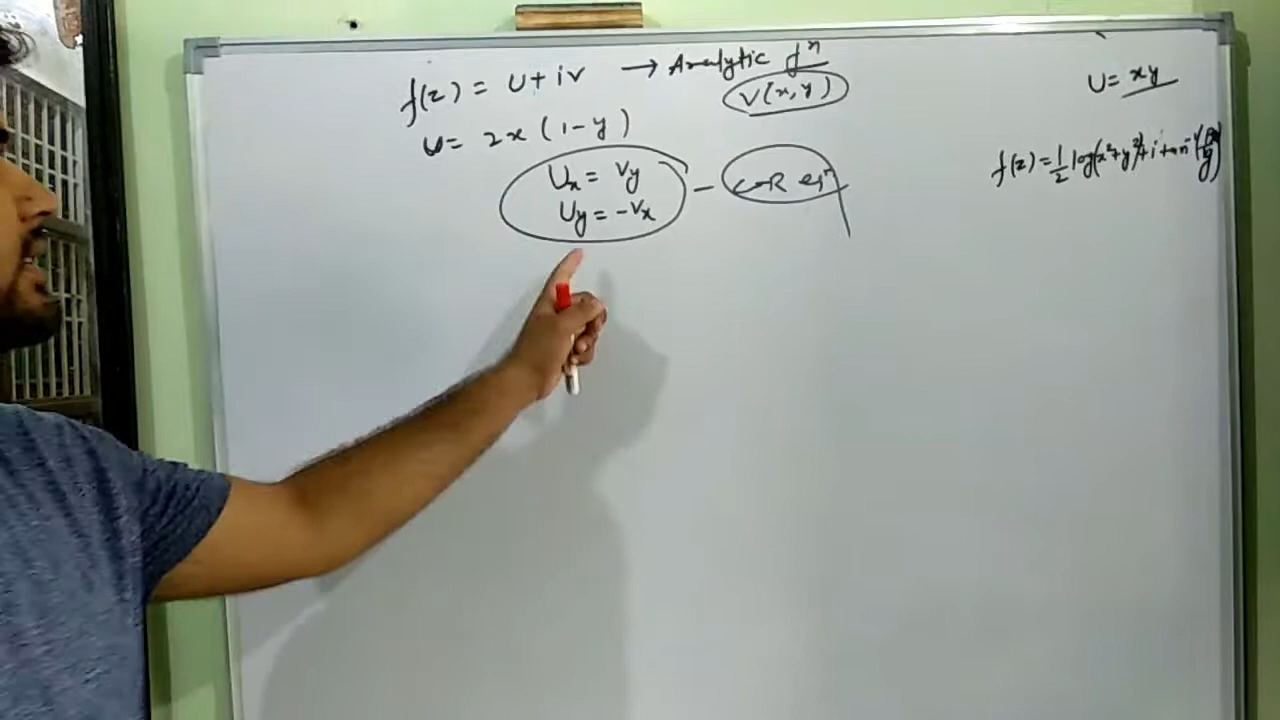 f(z) = U + iv → Analytic fⁿ
V(x, y)
U = 2x (1 - y)
Ux = Vy
Uy = -Vx
- C-R eqⁿ
U = xy
f(z) = 1/2 log(x²+y²) + i tan⁻¹(